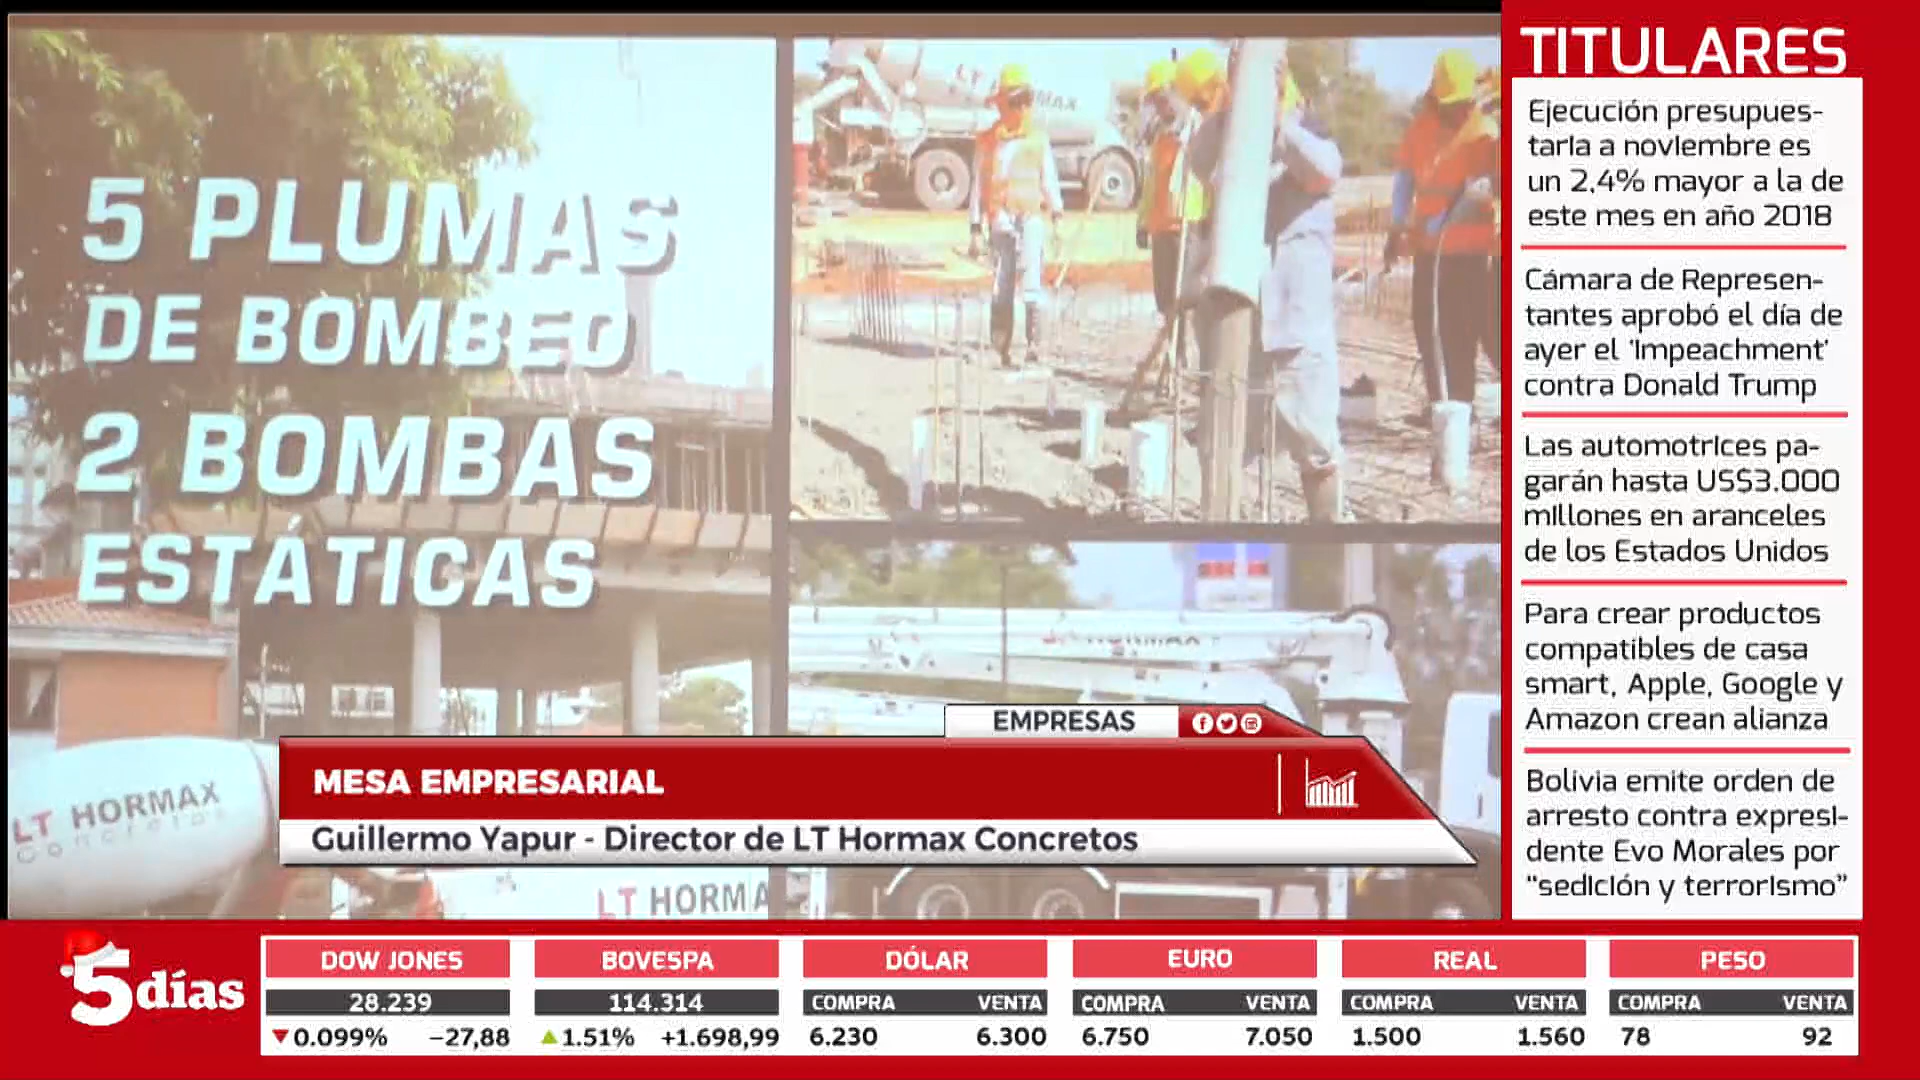 5 PLUMAS
DE BOMBEO
2 BOMBAS
ESTÁTICAS
LT HORMAX
Concretos
LT HORMA
LT HORMAX
LT HORMAX
EMPRESAS
MESA EMPRESARIAL
Guillermo Yapur - Director de LT Hormax Concretos
TITULARES
Ejecución presupues-
taria a noviembre es
un 2,4% mayor a la de
este mes en año 2018
Cámara de Represen-
tantes aprobó el día de
ayer el 'Impeachment'
contra Donald Trump
Las automotrices pa-
garán hasta US$3.000
millones en aranceles
de los Estados Unidos
Para crear productos
compatibles de casa
smart, Apple, Google y
Amazon crean alianza
Bolivia emite orden de
arresto contra expresi-
dente Evo Morales por
“sedición y terrorismo”
5días
DOW JONES
28.239
0.099% −27,88
BOVESPA
114.314
1.51% +1.698,99
DÓLAR
COMPRA VENTA
6.230 6.300
EURO
COMPRA VENTA
6.750 7.050
REAL
COMPRA VENTA
1.500 1.560
PESO
COMPRA VENTA
78 92